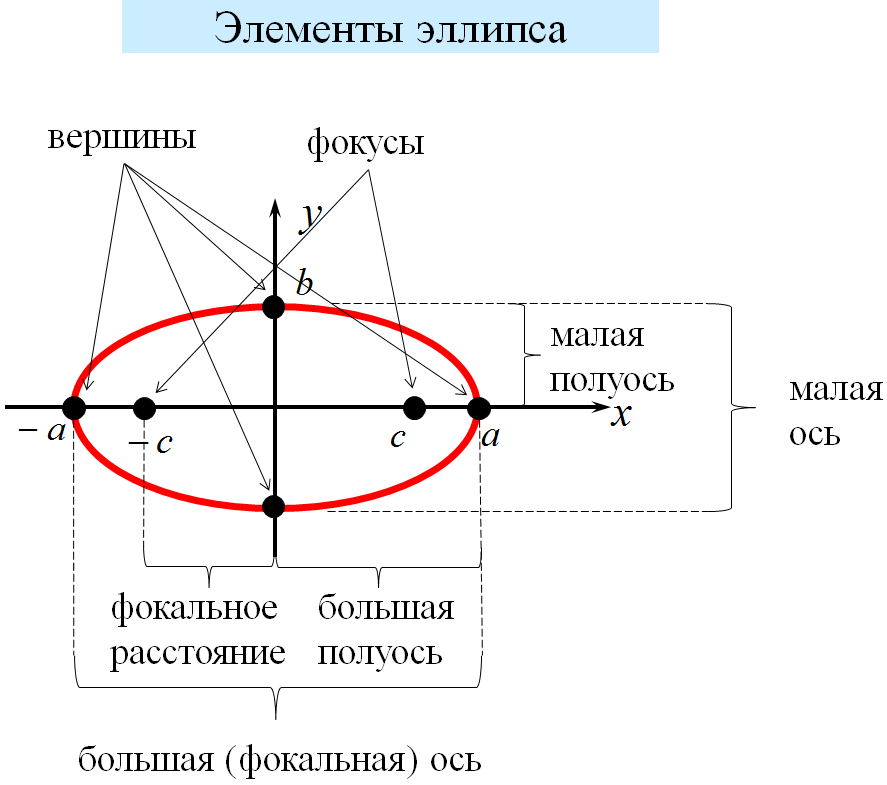 Элементы эллипса
вершины
фокусы
y
b
малая
полуось
малая
ось
x
− a
− c
c
a
фокальное
расстояние
большая
полуось
большая (фокальная) ось